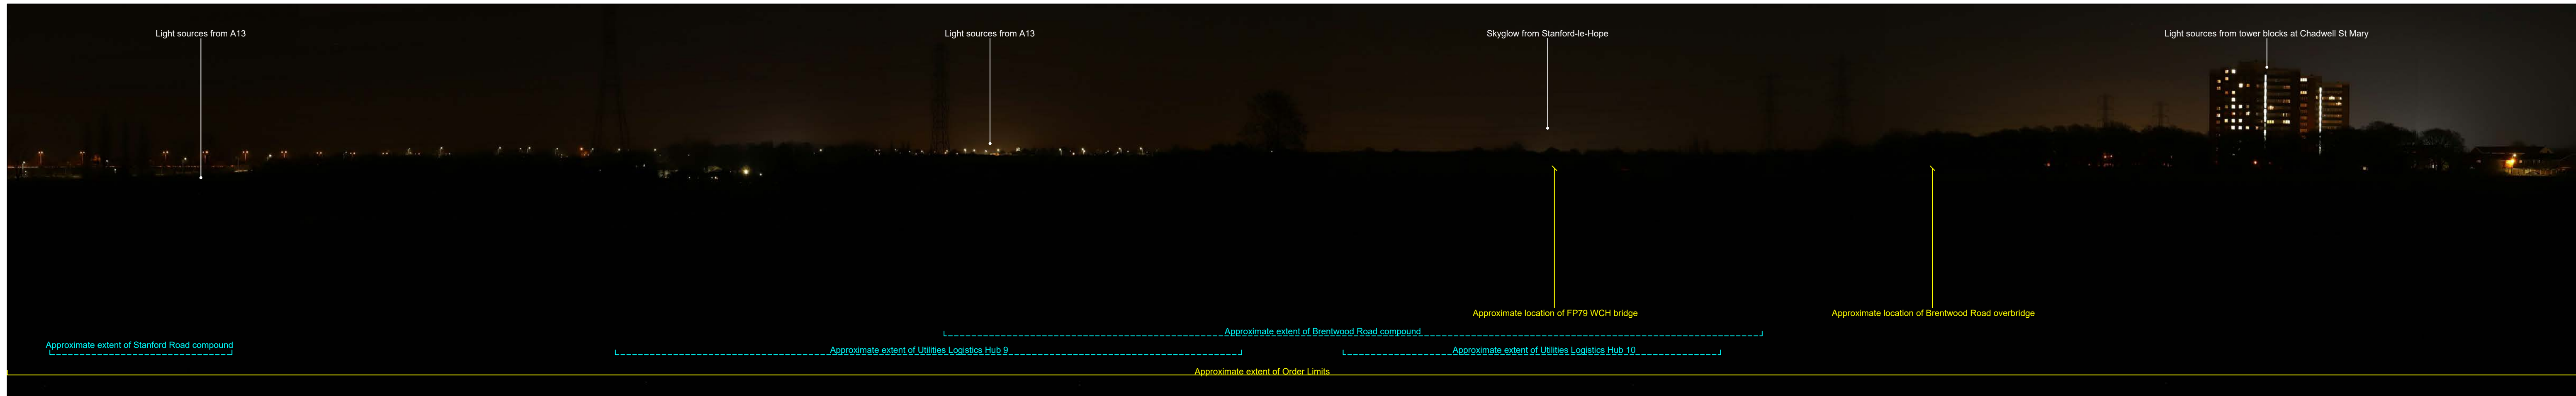 Light sources from A13
Light sources from A13
Skyglow from Stanford-le-Hope
Light sources from tower blocks at Chadwell St Mary
Approximate location of FP79 WCH bridge
Approximate location of Brentwood Road overbridge
Approximate extent of Brentwood Road compound
Approximate extent of Stanford Road compound
Approximate extent of Utilities Logistics Hub 9
Approximate extent of Utilities Logistics Hub 10
Approximate extent of Order Limits